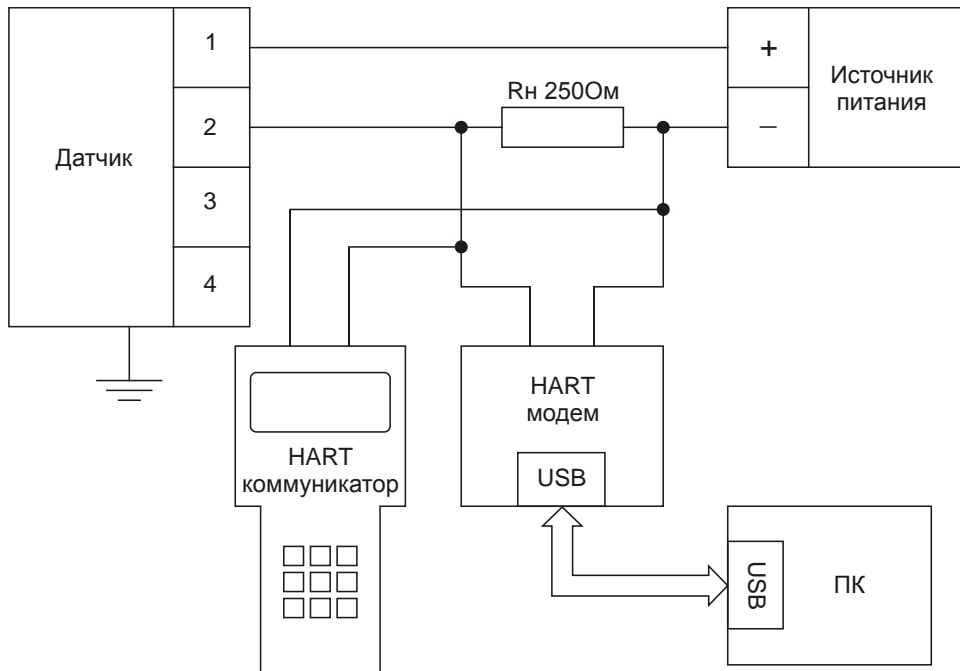 Датчик
1
2
3
4
Rн 250Ом
+
–
Источник
питания
HART
коммуникатор
HART
модем
USB
USB
ПК